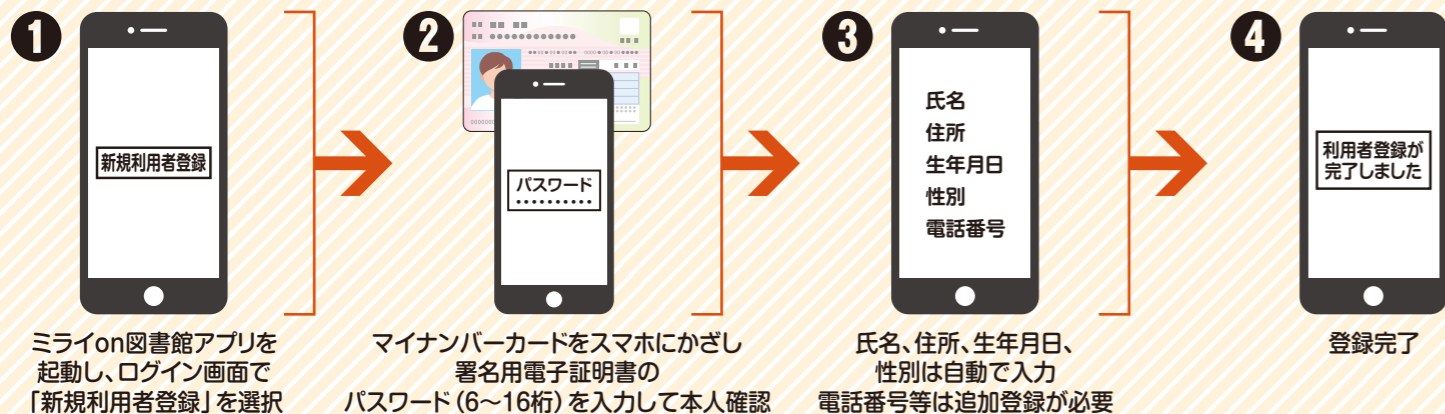 1
新規利用者登録
ミライon図書館アプリを
起動し、ログイン画面で
「新規利用者登録」を選択
2
パスワード
••••••••••
マイナンバーカードをスマホにかざし
署名用電子証明書の
パスワード(6〜16桁)を入力して本人確認
3
氏名
住所
生年月日
性別
電話番号
氏名、住所、生年月日、
性別は自動で入力
電話番号等は追加登録が必要
4
利用者登録が
完了しました
登録完了